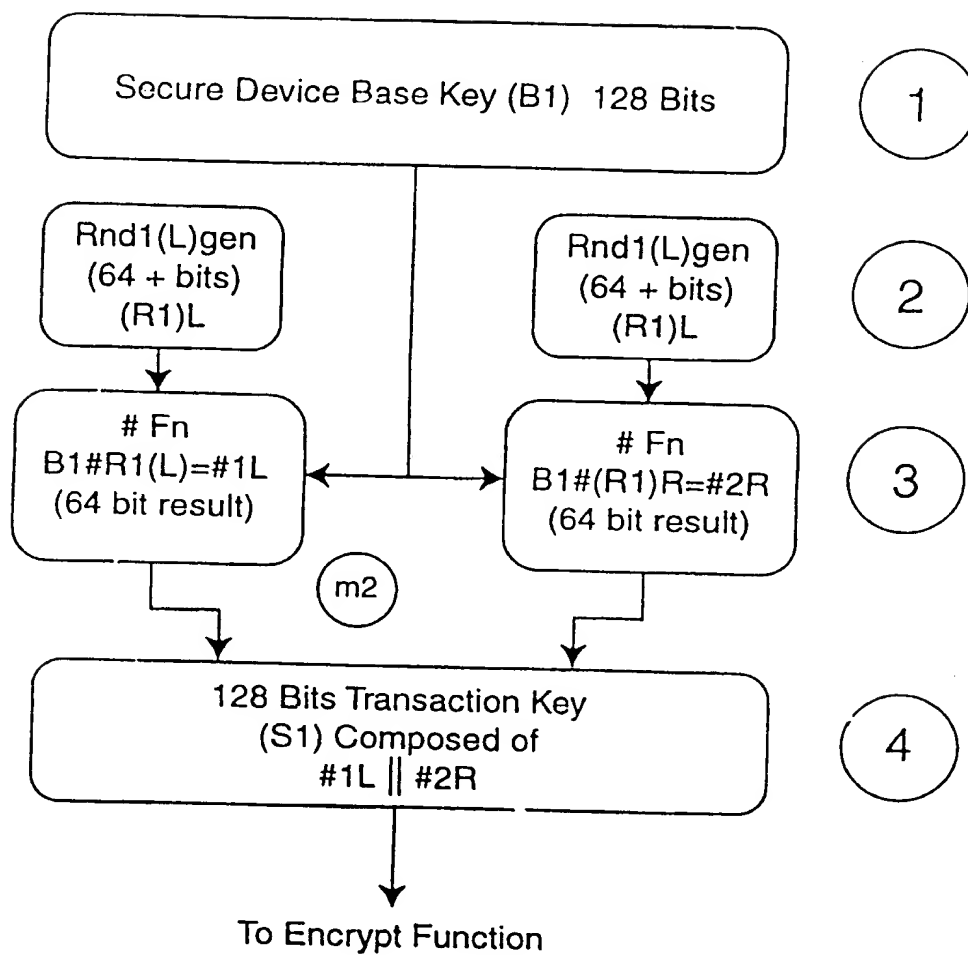 Secure Device Base Key (B1) 128 Bits
1
Rnd1(L)gen
(64 + bits)
(R1)L
Rnd1(L)gen
(64 + bits)
(R1)L
2
# Fn
B1#R1(L)=#1L
(64 bit result)
# Fn
B1#(R1)R=#2R
(64 bit result)
3
m2
128 Bits Transaction Key
(S1) Composed of
#1L || #2R
4
To Encrypt Function